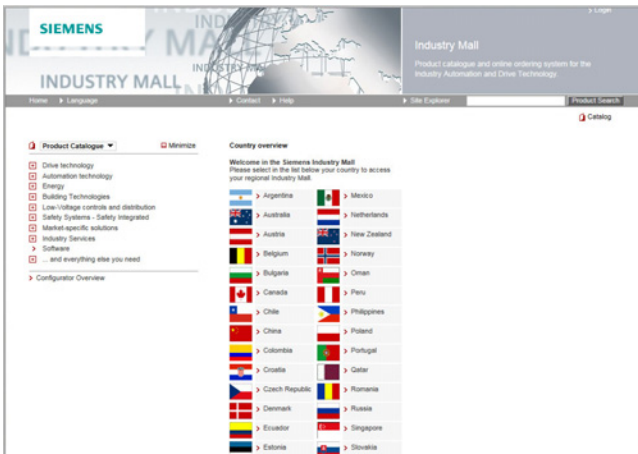 > Login
SIEMENS
INDUSTRY MALL
Industry Mall
Product catalogue and online ordering system for the
Industry Automation and Drive Technology.
Home > Language > Contact > Help > Site Explorer Product Search
Catalog
Product Catalogue Minimize
Drive technology
Automation technology
Energy
Building Technologies
Low-Voltage controls and distribution
Safety Systems - Safety Integrated
Market-specific solutions
Industry Services
> Software
... and everything else you need
> Configurator Overview
Country overview
Welcome in the Siemens Industry Mall
Please select in the list below your country to access
your regional Industry Mall.
> Argentina > Mexico
> Australia > Netherlands
> Austria > New Zealand
> Belgium > Norway
> Bulgaria > Oman
> Canada > Peru
> Chile > Philippines
> China > Poland
> Colombia > Portugal
> Croatia > Qatar
> Czech Republic > Romania
> Denmark > Russia
> Ecuador > Singapore
> Estonia > Slovakia